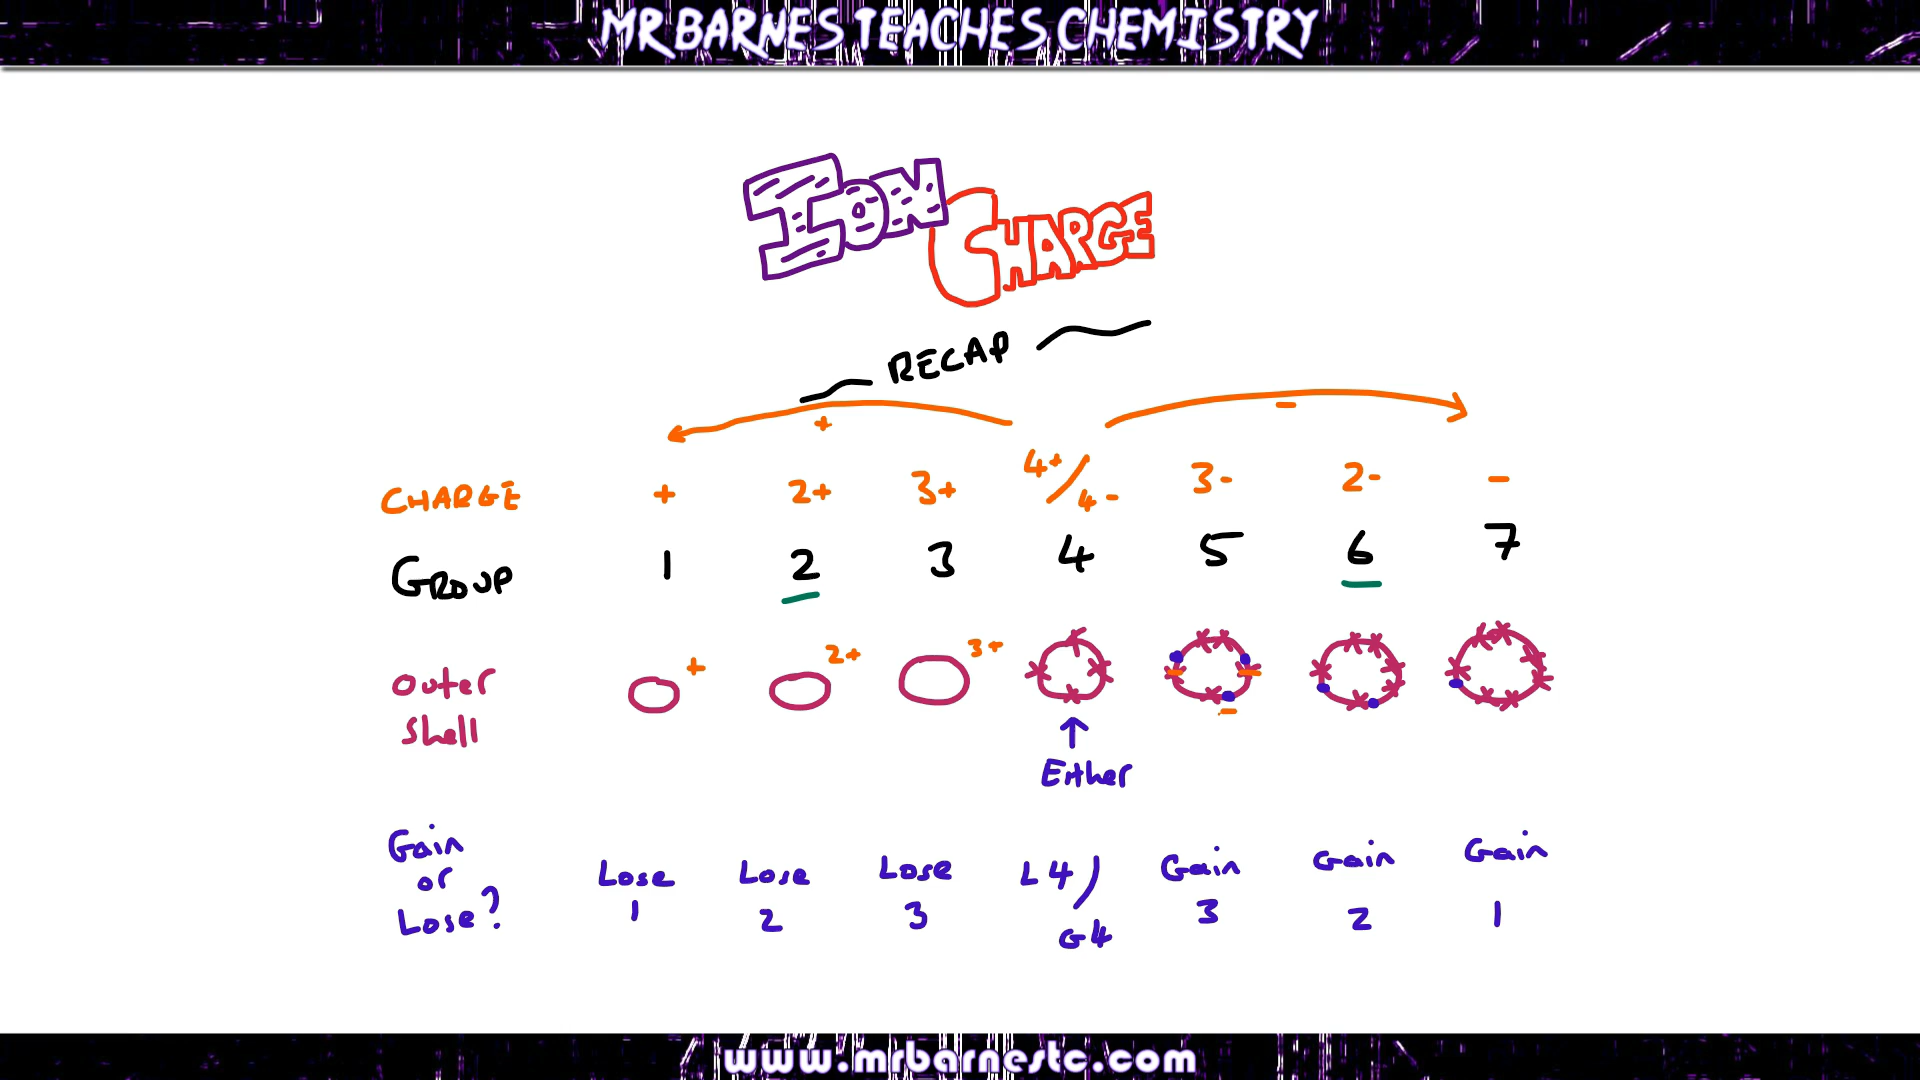 MR BARNES TEACHES CHEMISTRY
ION CHARGE
RECAP
+ -
CHARGE + 2+ 3+ 4+/4- 3- 2- -
GROUP 1 2 3 4 5 6 7
outer + 2+ 3+
shell
Either
Gain
or
Lose?
Lose Lose Lose L4/ Gain Gain Gain
1 2 3 G4 3 2 1
www.mrbarnestc.com